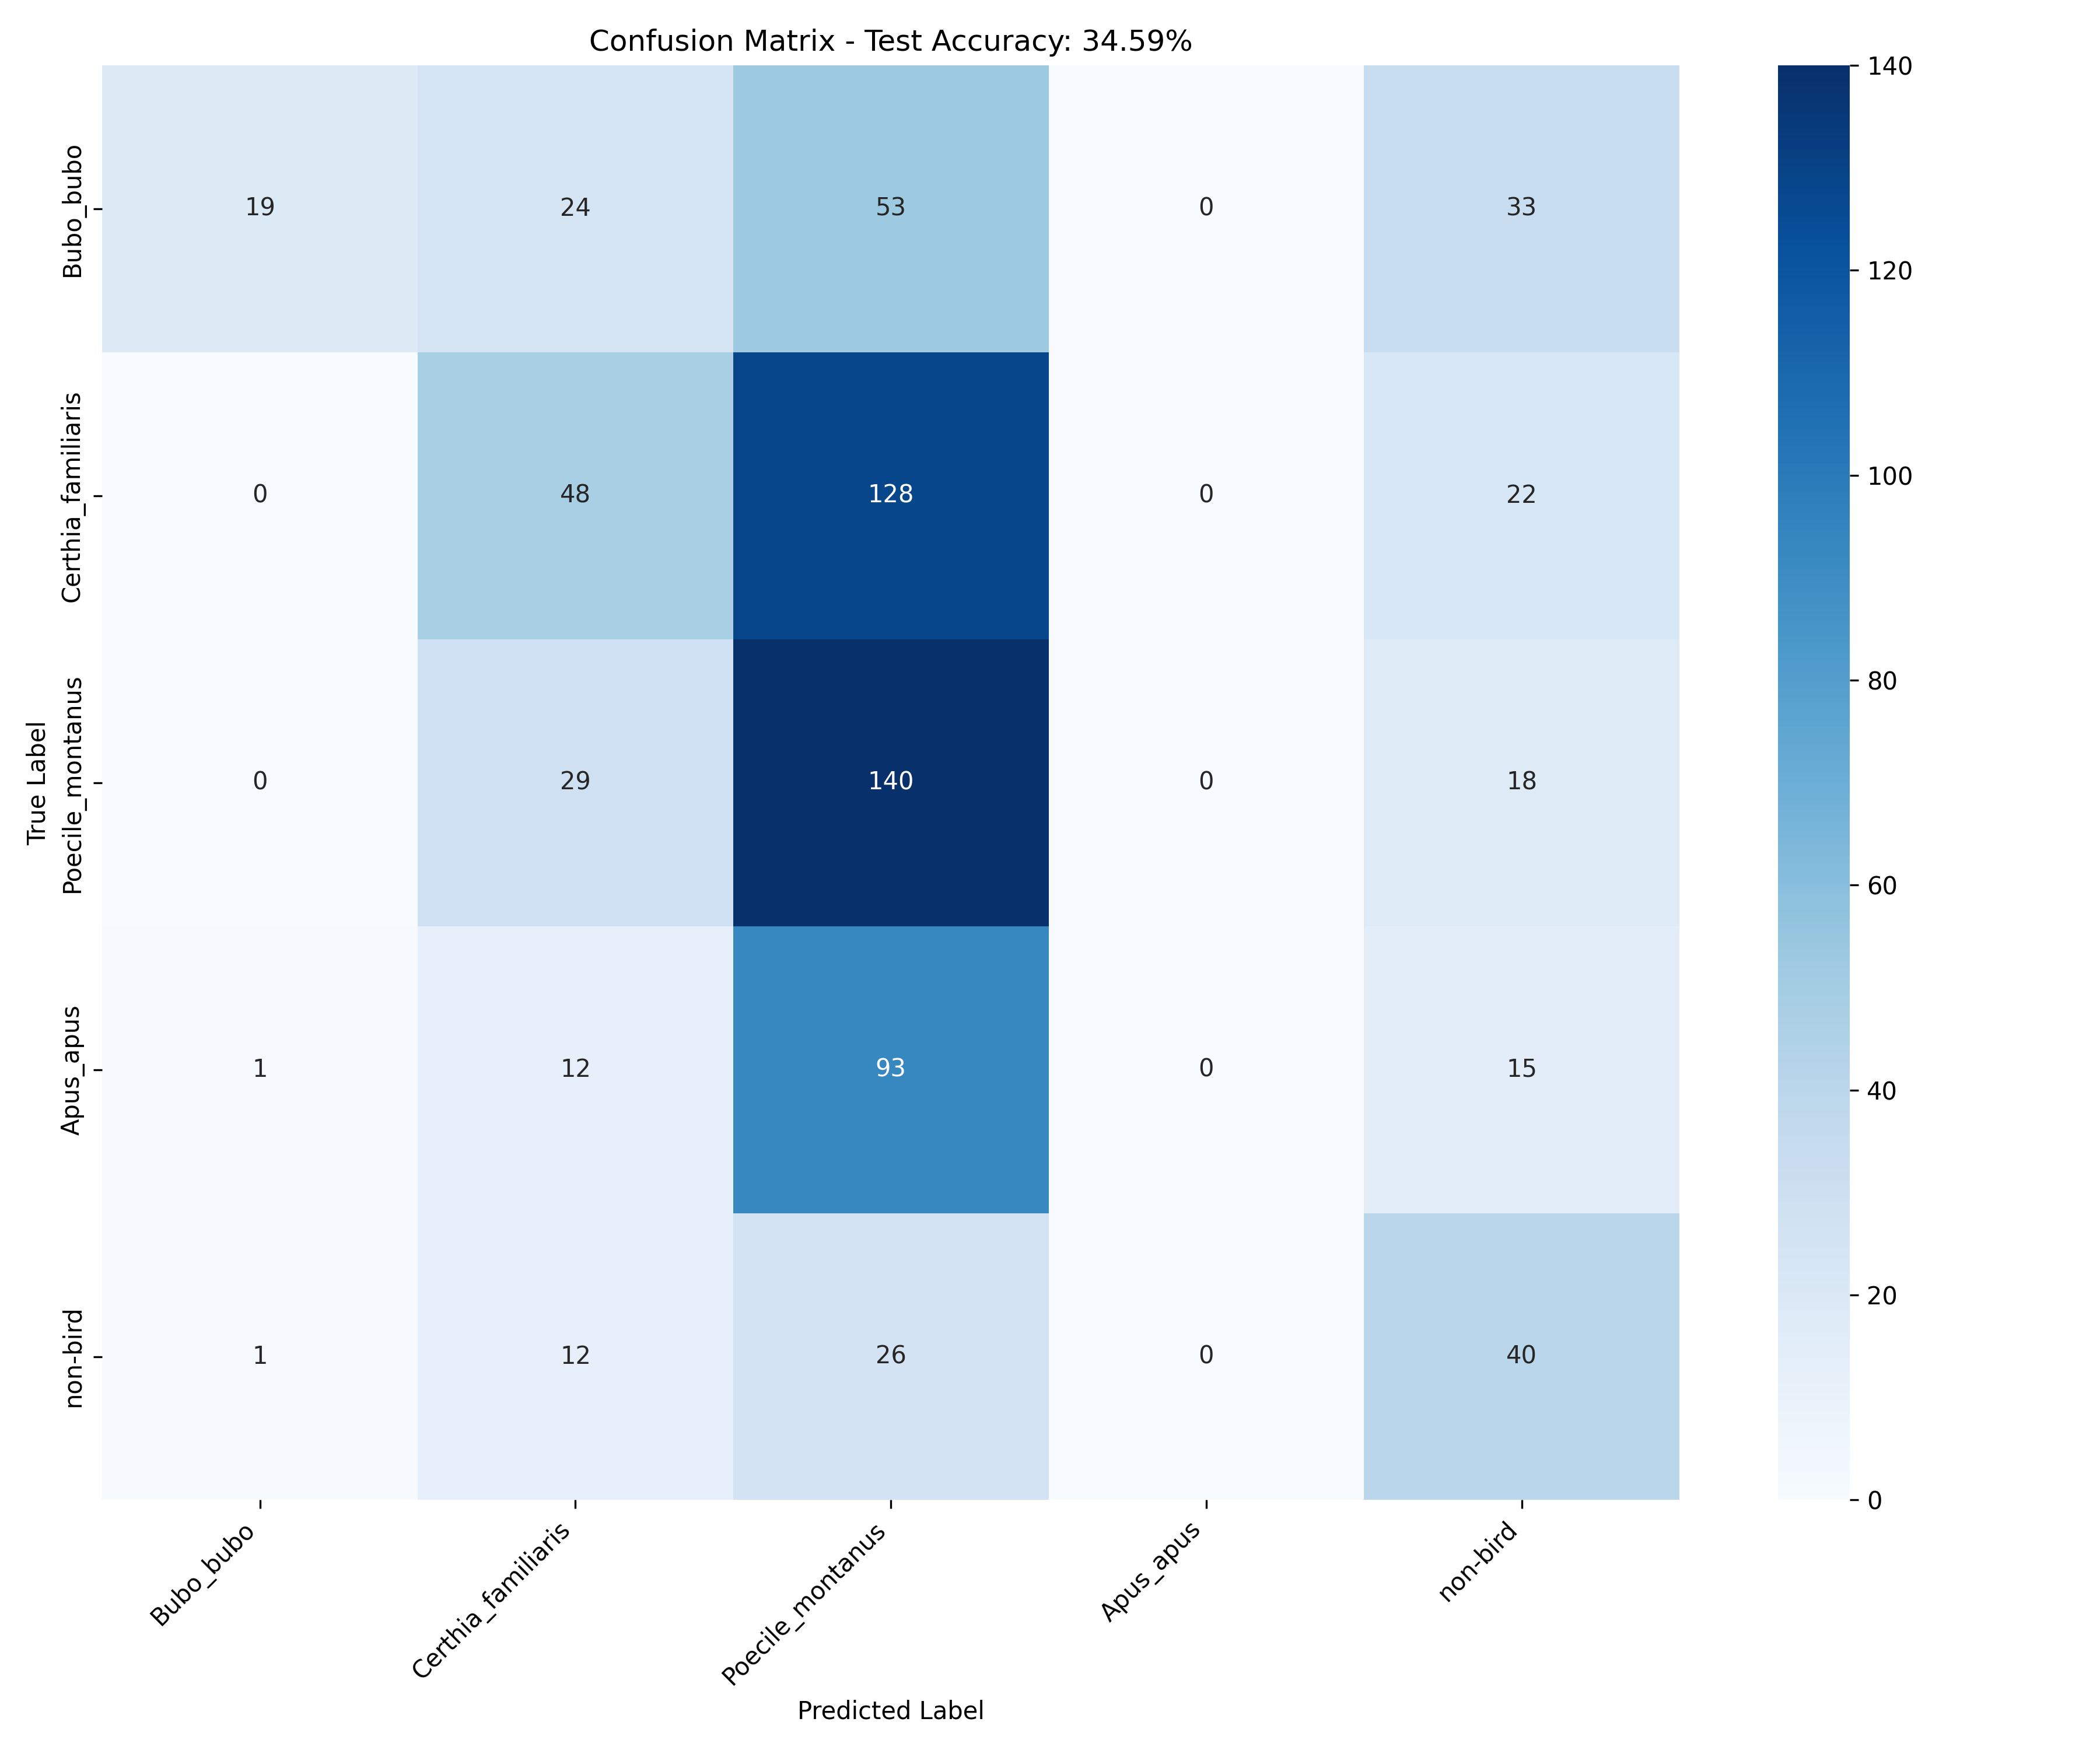 Confusion Matrix - Test Accuracy: 34.59%
True Label
Bubo_bubo
19 24 53 0 33
Certhia_familiaris
0 48 128 0 22
Poecile_montanus
0 29 140 0 18
Apus_apus
1 12 93 0 15
non-bird
1 12 26 0 40
Bubo_bubo
Certhia_familiaris
Poecile_montanus
Apus_apus
non-bird
Predicted Label
140
120
100
80
60
40
20
0